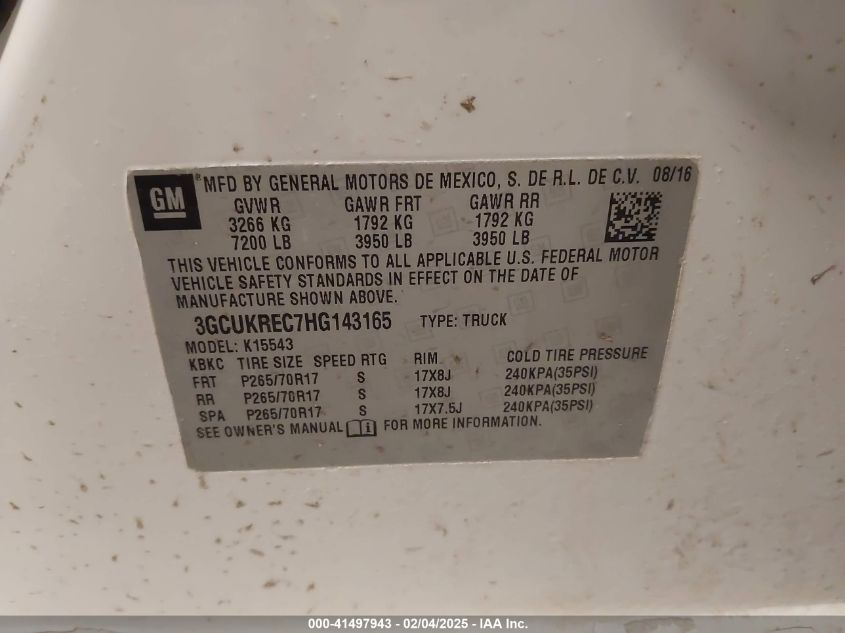 GM ® MFD BY GENERAL MOTORS DE MEXICO, S. DE R.L. DE C.V. 08/16
GVWR GAWR FRT GAWR RR
3266 KG 1792 KG 1792 KG
7200 LB 3950 LB 3950 LB
THIS VEHICLE CONFORMS TO ALL APPLICABLE U.S. FEDERAL MOTOR
VEHICLE SAFETY STANDARDS IN EFFECT ON THE DATE OF
MANUFACTURE SHOWN ABOVE.
3GCUKREC7HG143165 TYPE: TRUCK
MODEL: K15543
KBKC TIRE SIZE SPEED RTG RIM COLD TIRE PRESSURE
FRT P265/70R17 S 17X8J 240KPA(35PSI)
RR P265/70R17 S 17X8J 240KPA(35PSI)
SPA P265/70R17 S 17X7.5J 240KPA(35PSI)
SEE OWNER'S MANUAL FOR MORE INFORMATION.
000-41497943 - 02/04/2025 - IAA Inc.